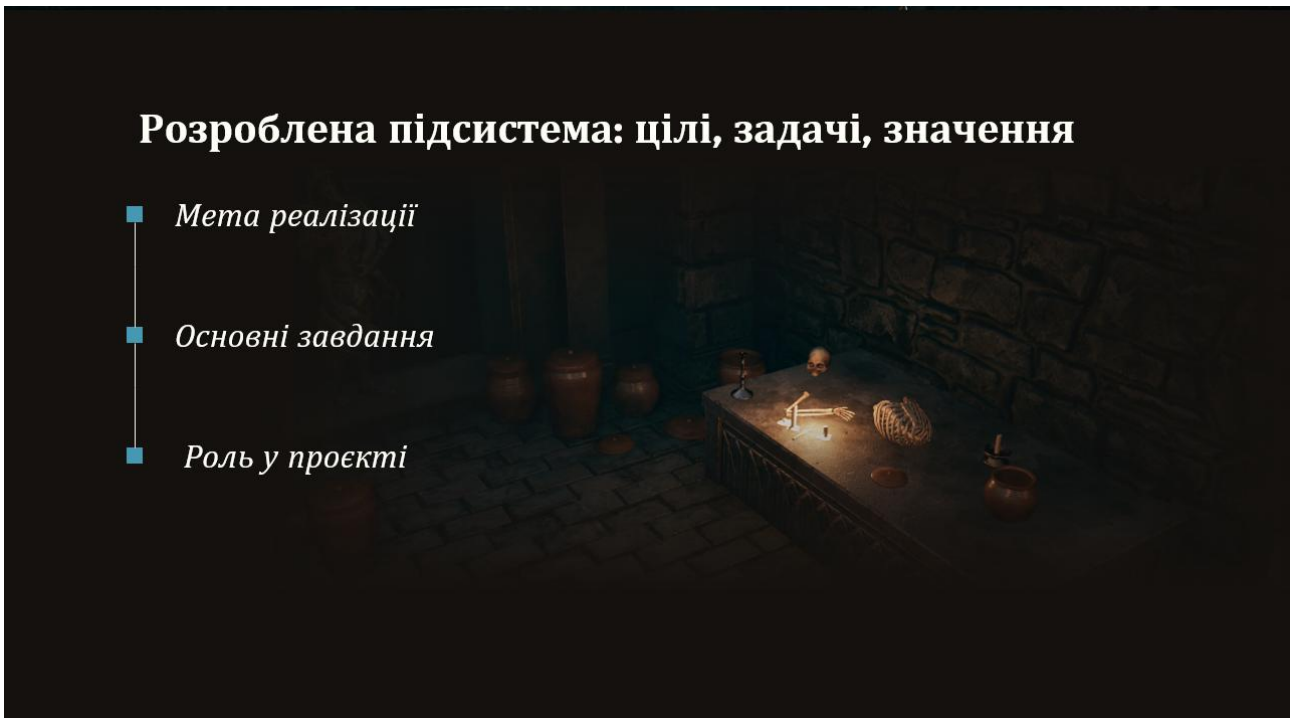 Розроблена підсистема: цілі, задачі, значення
Мета реалізації
Основні завдання
Роль у проєкті